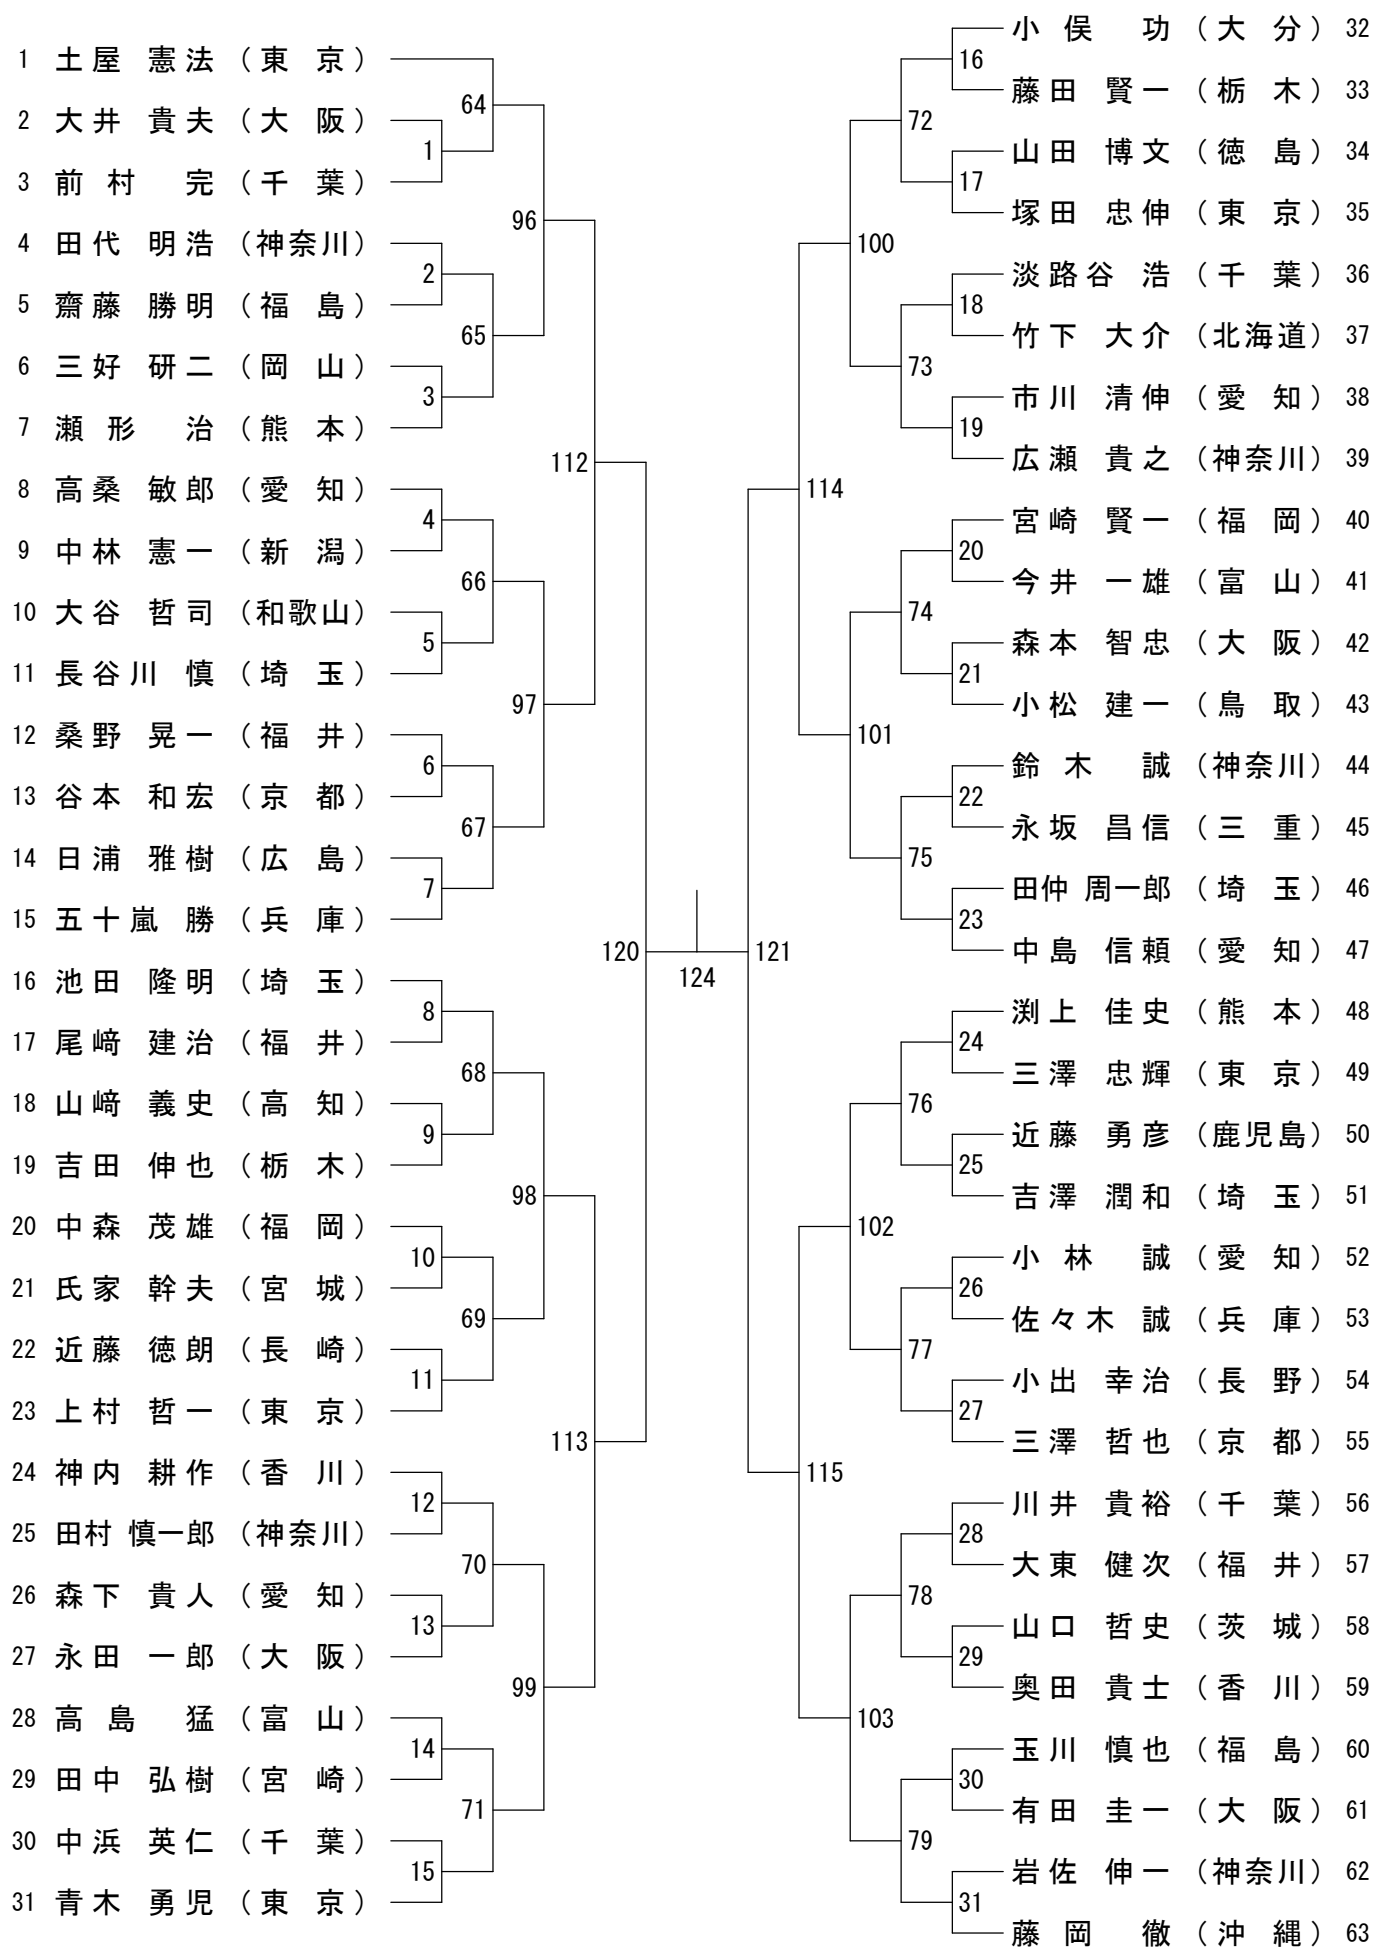 1 土屋 憲法 (東 京)
2 大井 貴夫 (大 阪)
3 前村 完 (千 葉)
4 田代 明浩 (神奈川)
5 齋藤 勝明 (福 島)
6 三好 研二 (岡 山)
7 瀬形 治 (熊 本)
8 高桑 敏郎 (愛 知)
9 中林 憲一 (新 潟)
10 大谷 哲司 (和歌山)
11 長谷川 慎 (埼 玉)
12 桑野 晃一 (福 井)
13 谷本 和宏 (京 都)
14 日浦 雅樹 (広 島)
15 五十嵐 勝 (兵 庫)
16 池田 隆明 (埼 玉)
17 尾﨑 建治 (福 井)
18 山﨑 義史 (高 知)
19 吉田 伸也 (栃 木)
20 中森 茂雄 (福 岡)
21 氏家 幹夫 (宮 城)
22 近藤 徳朗 (長 崎)
23 上村 哲一 (東 京)
24 神内 耕作 (香 川)
25 田村 慎一郎 (神奈川)
26 森下 貴人 (愛 知)
27 永田 一郎 (大 阪)
28 高島 猛 (富 山)
29 田中 弘樹 (宮 崎)
30 中浜 英仁 (千 葉)
31 青木 勇児 (東 京)
1
2
3
4
5
6
7
8
9
10
11
12
13
14
15
64
65
66
67
68
69
70
71
96
97
98
99
112
113
120
124
121
114
115
100
101
102
103
72
73
74
75
76
77
78
79
16
17
18
19
20
21
22
23
24
25
26
27
28
29
30
31
小俣 功 (大 分) 32
藤田 賢一 (栃 木) 33
山田 博文 (徳 島) 34
塚田 忠伸 (東 京) 35
淡路谷 浩 (千 葉) 36
竹下 大介 (北海道) 37
市川 清伸 (愛 知) 38
広瀬 貴之 (神奈川) 39
宮崎 賢一 (福 岡) 40
今井 一雄 (富 山) 41
森本 智忠 (大 阪) 42
小松 建一 (鳥 取) 43
鈴木 誠 (神奈川) 44
永坂 昌信 (三 重) 45
田仲 周一郎 (埼 玉) 46
中島 信頼 (愛 知) 47
渕上 佳史 (熊 本) 48
三澤 忠輝 (東 京) 49
近藤 勇彦 (鹿児島) 50
吉澤 潤和 (埼 玉) 51
小林 誠 (愛 知) 52
佐々木 誠 (兵 庫) 53
小出 幸治 (長 野) 54
三澤 哲也 (京 都) 55
川井 貴裕 (千 葉) 56
大東 健次 (福 井) 57
山口 哲史 (茨 城) 58
奥田 貴士 (香 川) 59
玉川 慎也 (福 島) 60
有田 圭一 (大 阪) 61
岩佐 伸一 (神奈川) 62
藤岡 徹 (沖 縄) 63